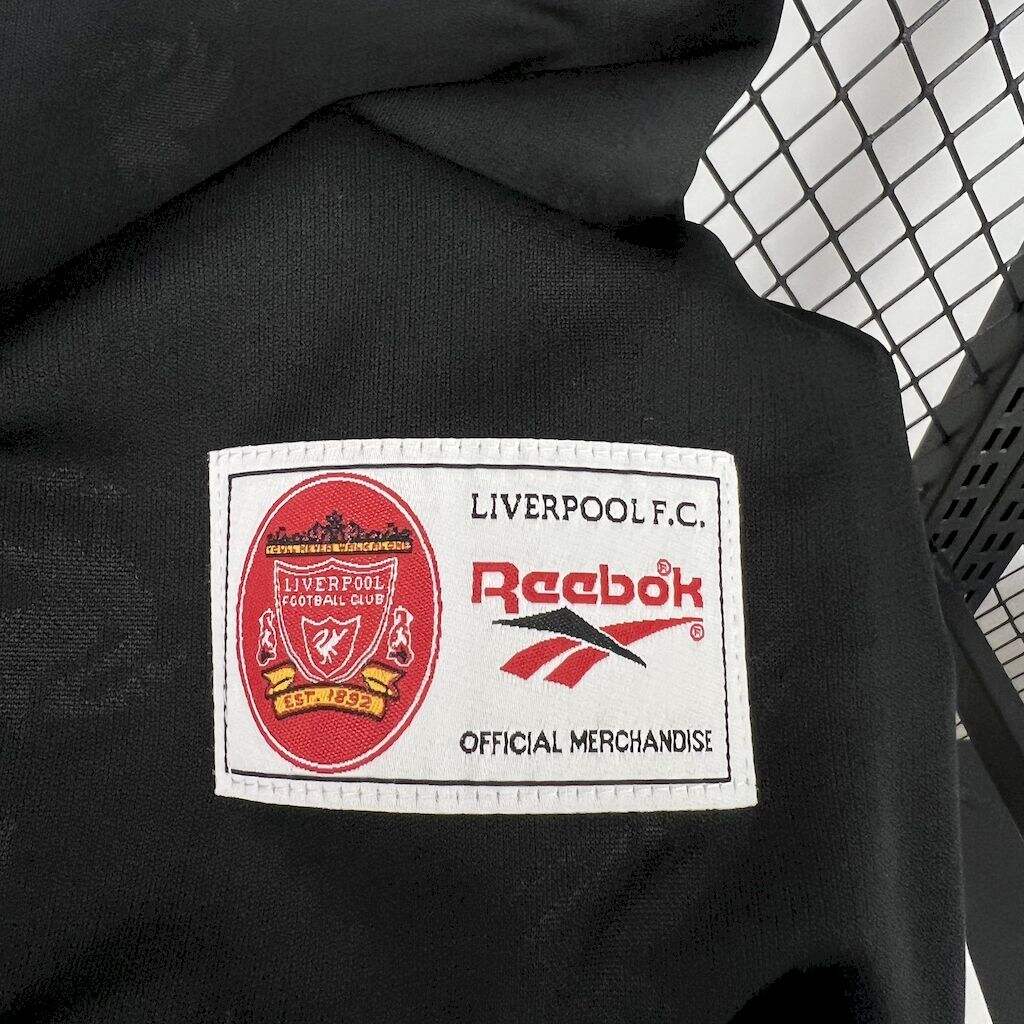 YOU'LL NEVER WALK ALONE
LIVERPOOL
FOOTBALL CLUB
EST. 1892
LIVERPOOL F.C.
Reebok®
®
OFFICIAL MERCHANDISE